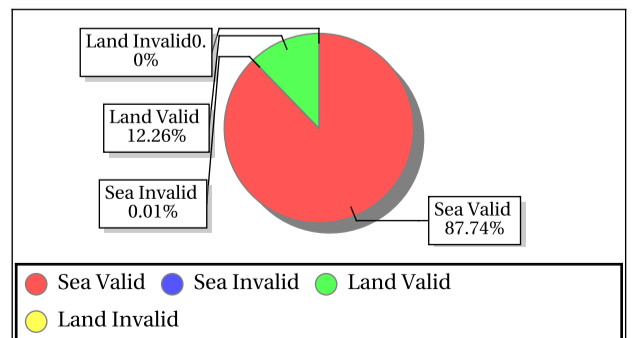 Land Invalid0.
0%
Land Valid
12.26%
Sea Invalid
0.01%
Sea Valid
87.74%
Sea Valid Sea Invalid Land Valid
Land Invalid